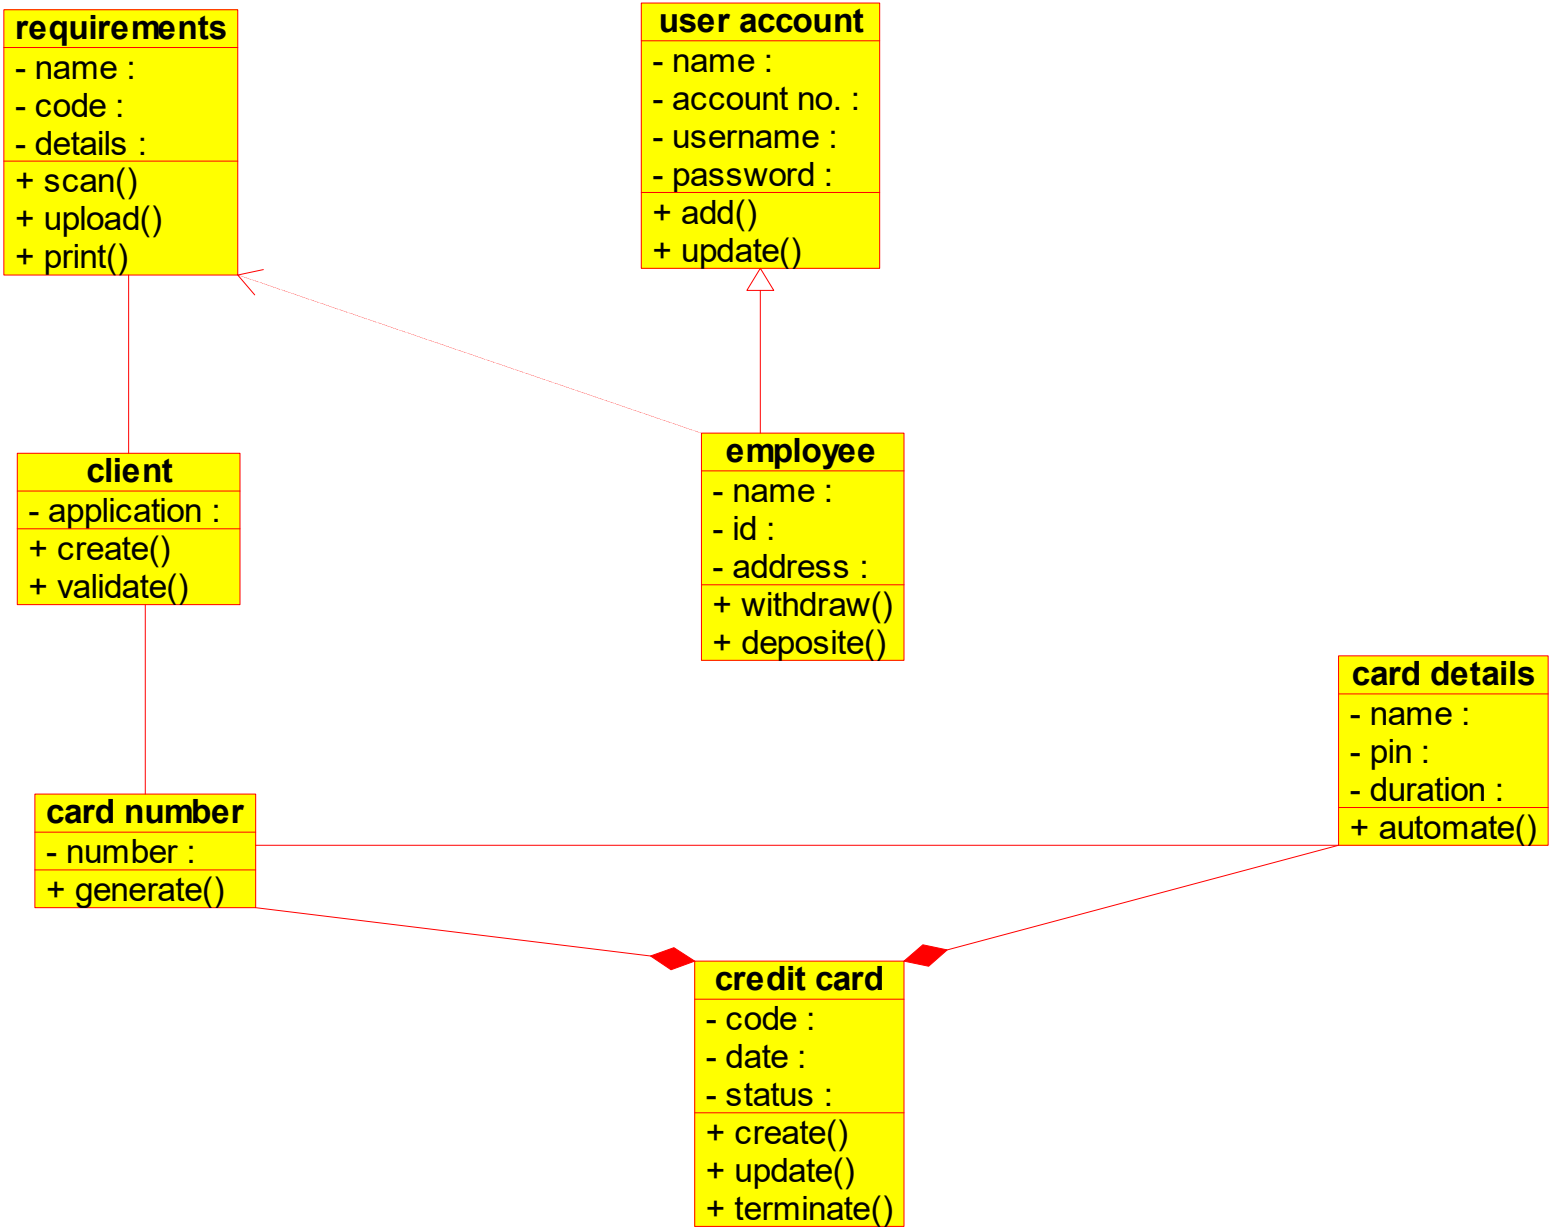 requirements
- name :
- code :
- details :
+ scan()
+ upload()
+ print()
user account
- name :
- account no. :
- username :
- password :
+ add()
+ update()
client
- application :
+ create()
+ validate()
employee
- name :
- id :
- address :
+ withdraw()
+ deposite()
card details
- name :
- pin :
- duration :
+ automate()
card number
- number :
+ generate()
credit card
- code :
- date :
- status :
+ create()
+ update()
+ terminate()